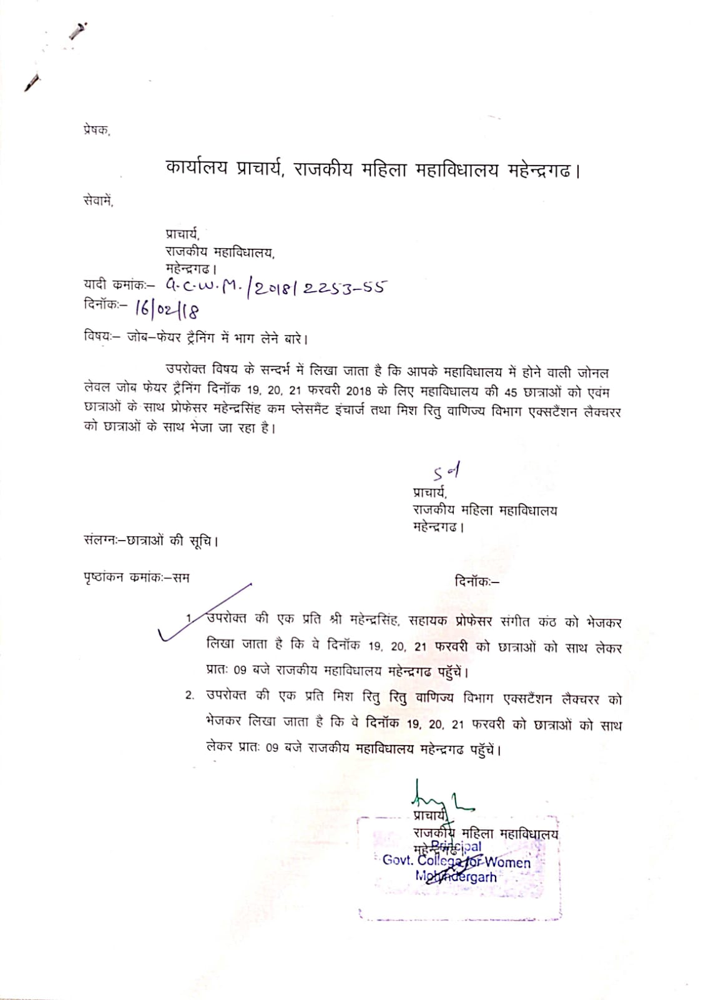 प्रेषक,
कार्यालय प्राचार्य, राजकीय महिला महाविधालय महेन्द्रगढ।
सेवामें,
प्राचार्य,
राजकीय महाविधालय,
महेन्द्रगढ।
यादी कमांकः– G.C.W.M./2018/2253-55
दिनॉकः– 16/02/18
विषयः– जोब–फेयर ट्रैनिंग में भाग लेने बारे।
उपरोक्त विषय के सन्दर्भ में लिखा जाता है कि आपके महाविधालय में होने वाली जोनल
लेवल जोब फेयर ट्रैनिंग दिनॉक 19, 20, 21 फरवरी 2018 के लिए महाविधालय की 45 छात्राओं को एवंम
छात्राओं के साथ प्रोफेसर महेन्द्रसिंह कम प्लेसमैंट इंचार्ज तथा मिश रितु वाणिज्य विभाग एक्सटैंशन लैक्चरर
को छात्राओं के साथ भेजा जा रहा है।
Sd
प्राचार्य,
राजकीय महिला महाविधालय
महेन्द्रगढ।
संलग्नः–छात्राओं की सूचि।
पृष्ठांकन कमांकः–सम दिनॉकः–
1. उपरोक्त की एक प्रति श्री महेन्द्रसिंह, सहायक प्रोफेसर संगीत कंठ को भेजकर
लिखा जाता है कि वे दिनॉक 19, 20, 21 फरवरी को छात्राओं को साथ लेकर
प्रातः 09 बजे राजकीय महाविधालय महेन्द्रगढ पहुॅचें।
2. उपरोक्त की एक प्रति मिश रितु रितु वाणिज्य विभाग एक्सटैंशन लैक्चरर को
भेजकर लिखा जाता है कि वे दिनॉक 19, 20, 21 फरवरी को छात्राओं को साथ
लेकर प्रातः 09 बजे राजकीय महाविधालय महेन्द्रगढ पहुॅचें।
प्राचार्य,
राजकीय महिला महाविधालय
महेन्द्रगढ।
Principal
Govt. College for Women
Mohindergarh